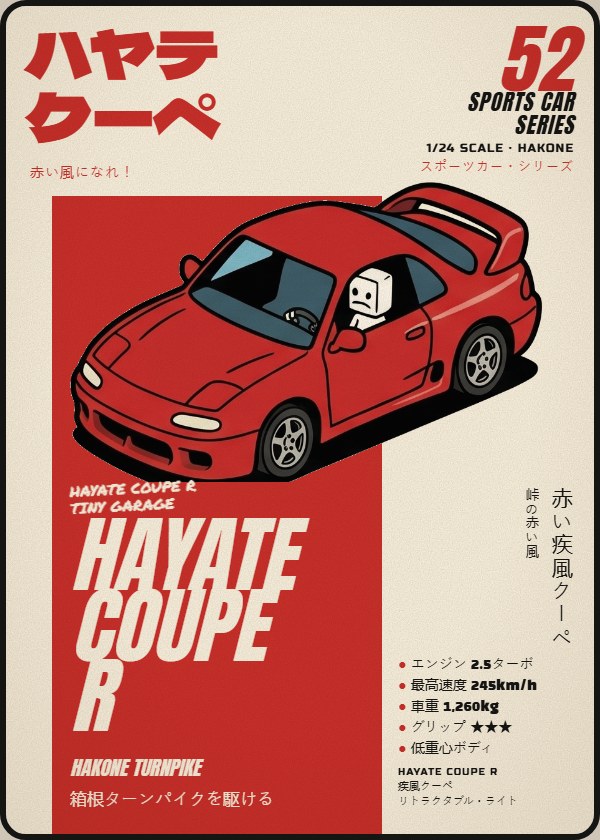 ハヤテ
クーペ
赤い風になれ！
52
SPORTS CAR
SERIES
1/24 SCALE · HAKONE
スポーツカー・シリーズ
HAYATE COUPE R
TINY GARAGE
HAYATE
COUPE
R
HAKONE TURNPIKE
箱根ターンパイクを駆ける
赤い疾風クーペ
峠の赤い風
● エンジン 2.5ターボ
● 最高速度 245km/h
● 車重 1,260kg
● グリップ ★★★
● 低重心ボディ
HAYATE COUPE R
疾風クーペ
リトラクタブル・ライト